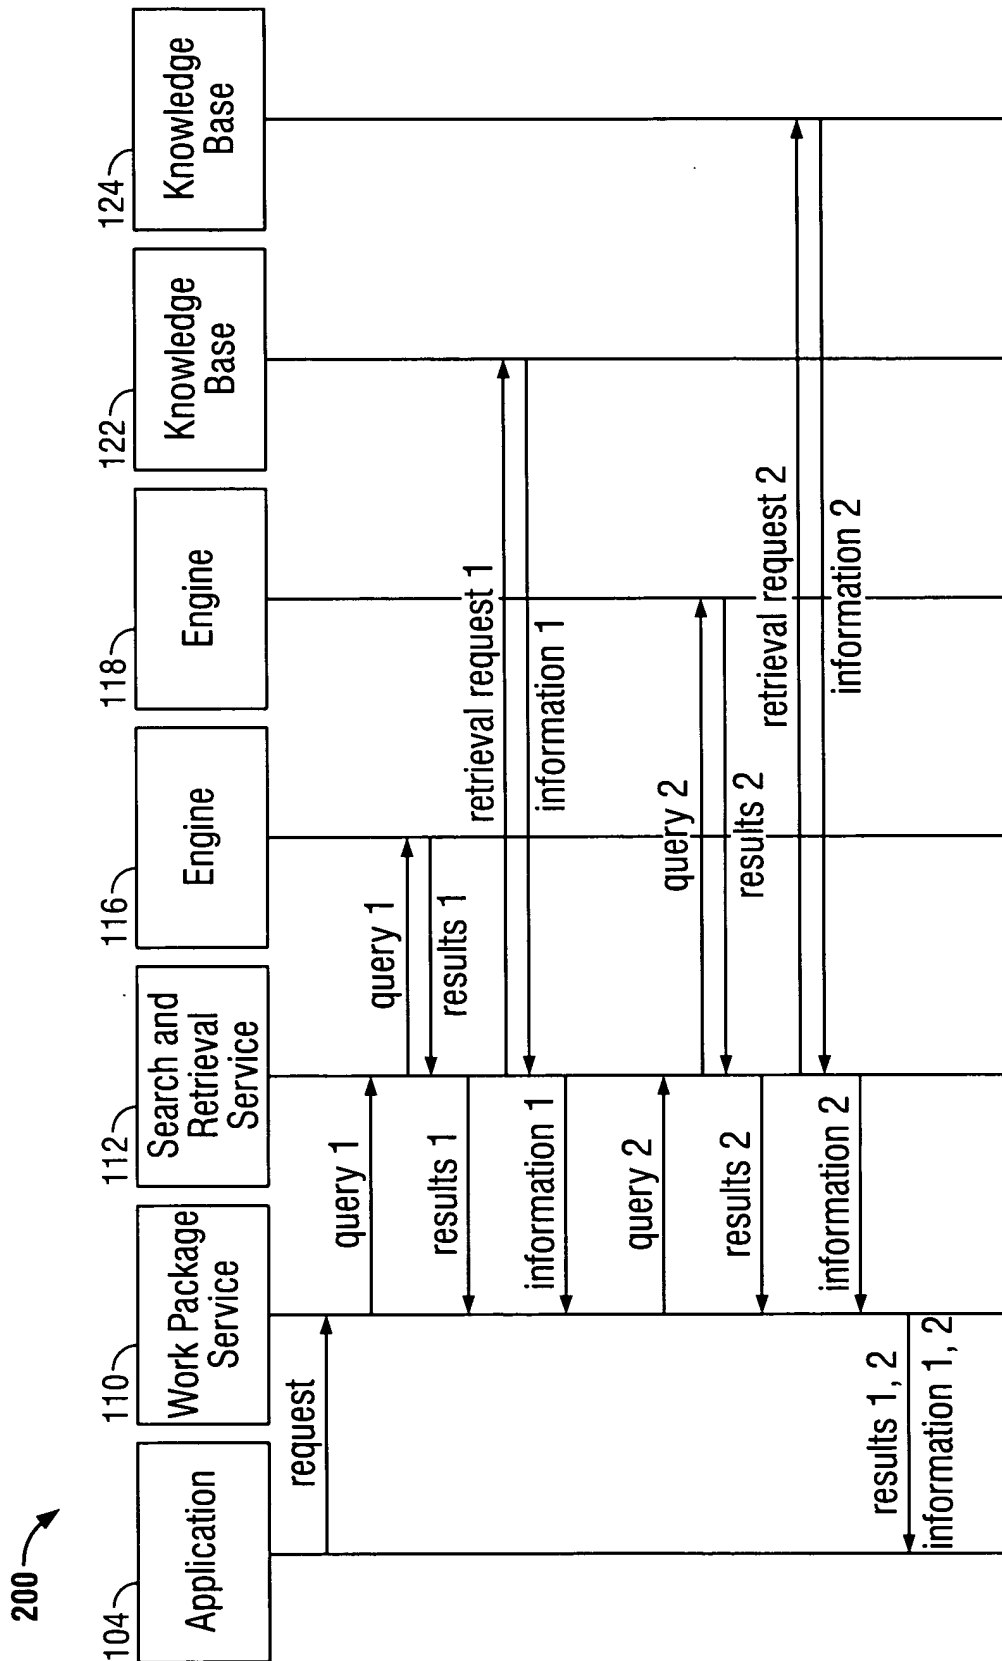 200
104
Application
110
Work Package
Service
112
Search and
Retrieval
Service
116
Engine
118
Engine
122
Knowledge
Base
124
Knowledge
Base
request
query 1
query 1
results 1
results 1
retrieval request 1
information 1
information 1
query 2
query 2
results 2
results 2
retrieval request 2
information 2
information 2
results 1, 2
information 1, 2